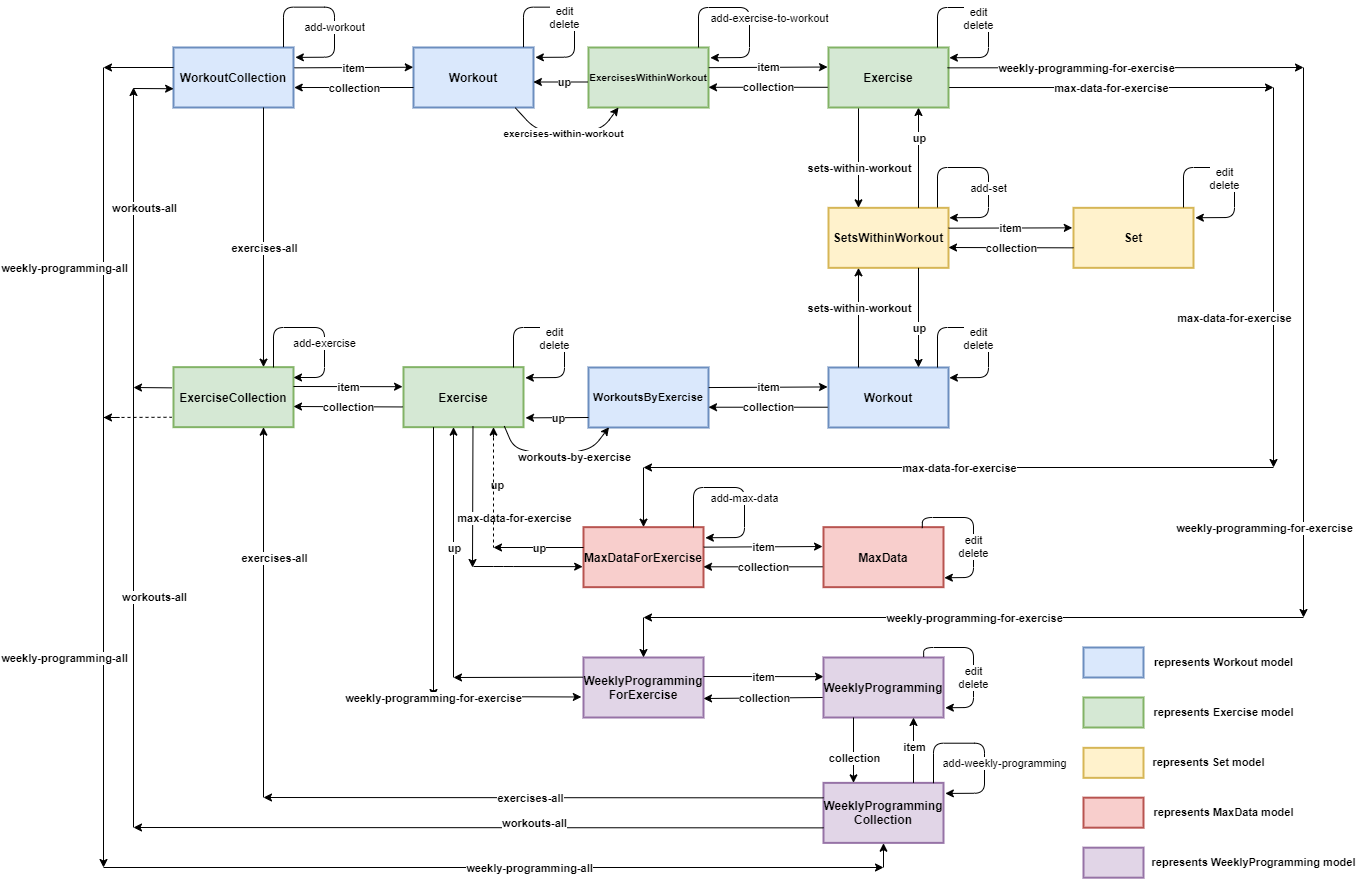 edit
delete
edit
delete
add-workout
add-exercise-to-workout
WorkoutCollection
item
collection
Workout
up
ExercisesWithinWorkout
item
collection
Exercise
weekly-programming-for-exercise
max-data-for-exercise
exercises-within-workout
up
sets-within-workout
edit
delete
add-set
workouts-all
SetsWithinWorkout
item
collection
Set
exercises-all
weekly-programming-all
sets-within-workout
max-data-for-exercise
up
add-exercise
edit
delete
edit
delete
ExerciseCollection
item
collection
Exercise
up
WorkoutsByExercise
item
collection
Workout
workouts-by-exercise
max-data-for-exercise
up
add-max-data
max-data-for-exercise
weekly-programming-for-exercise
up
up
MaxDataForExercise
item
collection
MaxData
edit
delete
exercises-all
workouts-all
weekly-programming-for-exercise
weekly-programming-all
WeeklyProgramming
ForExercise
item
collection
WeeklyProgramming
edit
delete
weekly-programming-for-exercise
collection
item
add-weekly-programming
exercises-all
WeeklyProgramming
Collection
workouts-all
weekly-programming-all
represents Workout model
represents Exercise model
represents Set model
represents MaxData model
represents WeeklyProgramming model